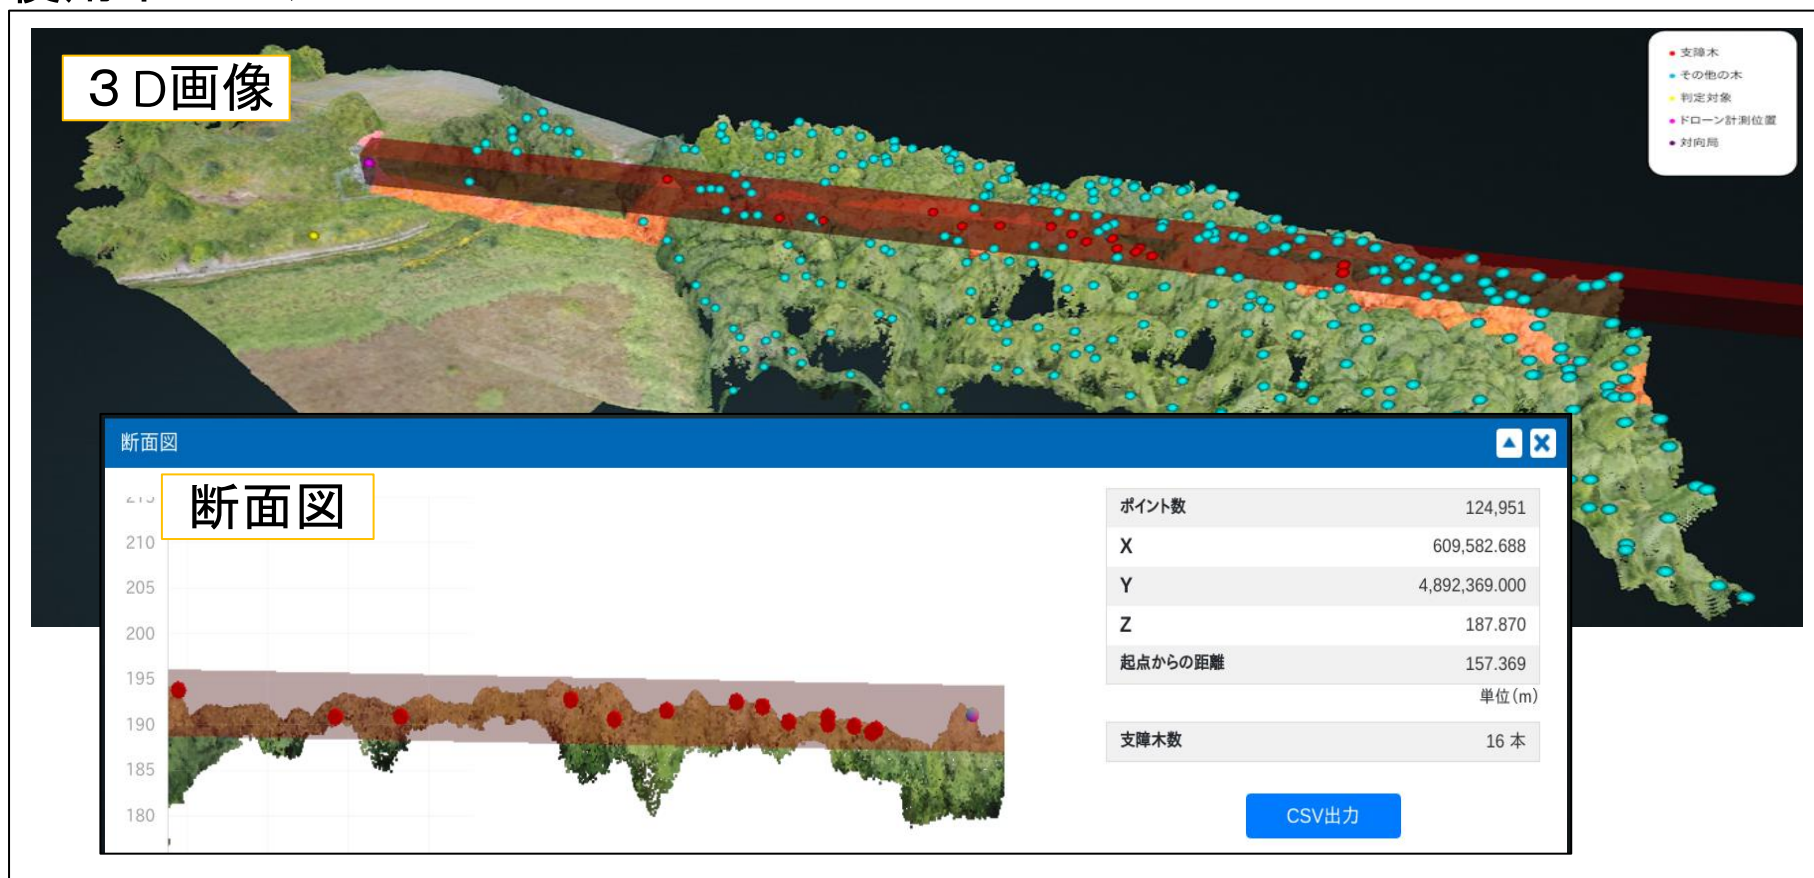 ３D画像
支障木
その他の木
判定対象
ドローン計測位置
対向局
断面図
断面図
215
210
205
200
195
190
185
180
ポイント数 124,951
X 609,582.688
Y 4,892,369.000
Z 187.870
起点からの距離 157.369
単位(m)
支障木数 16 本
CSV出力